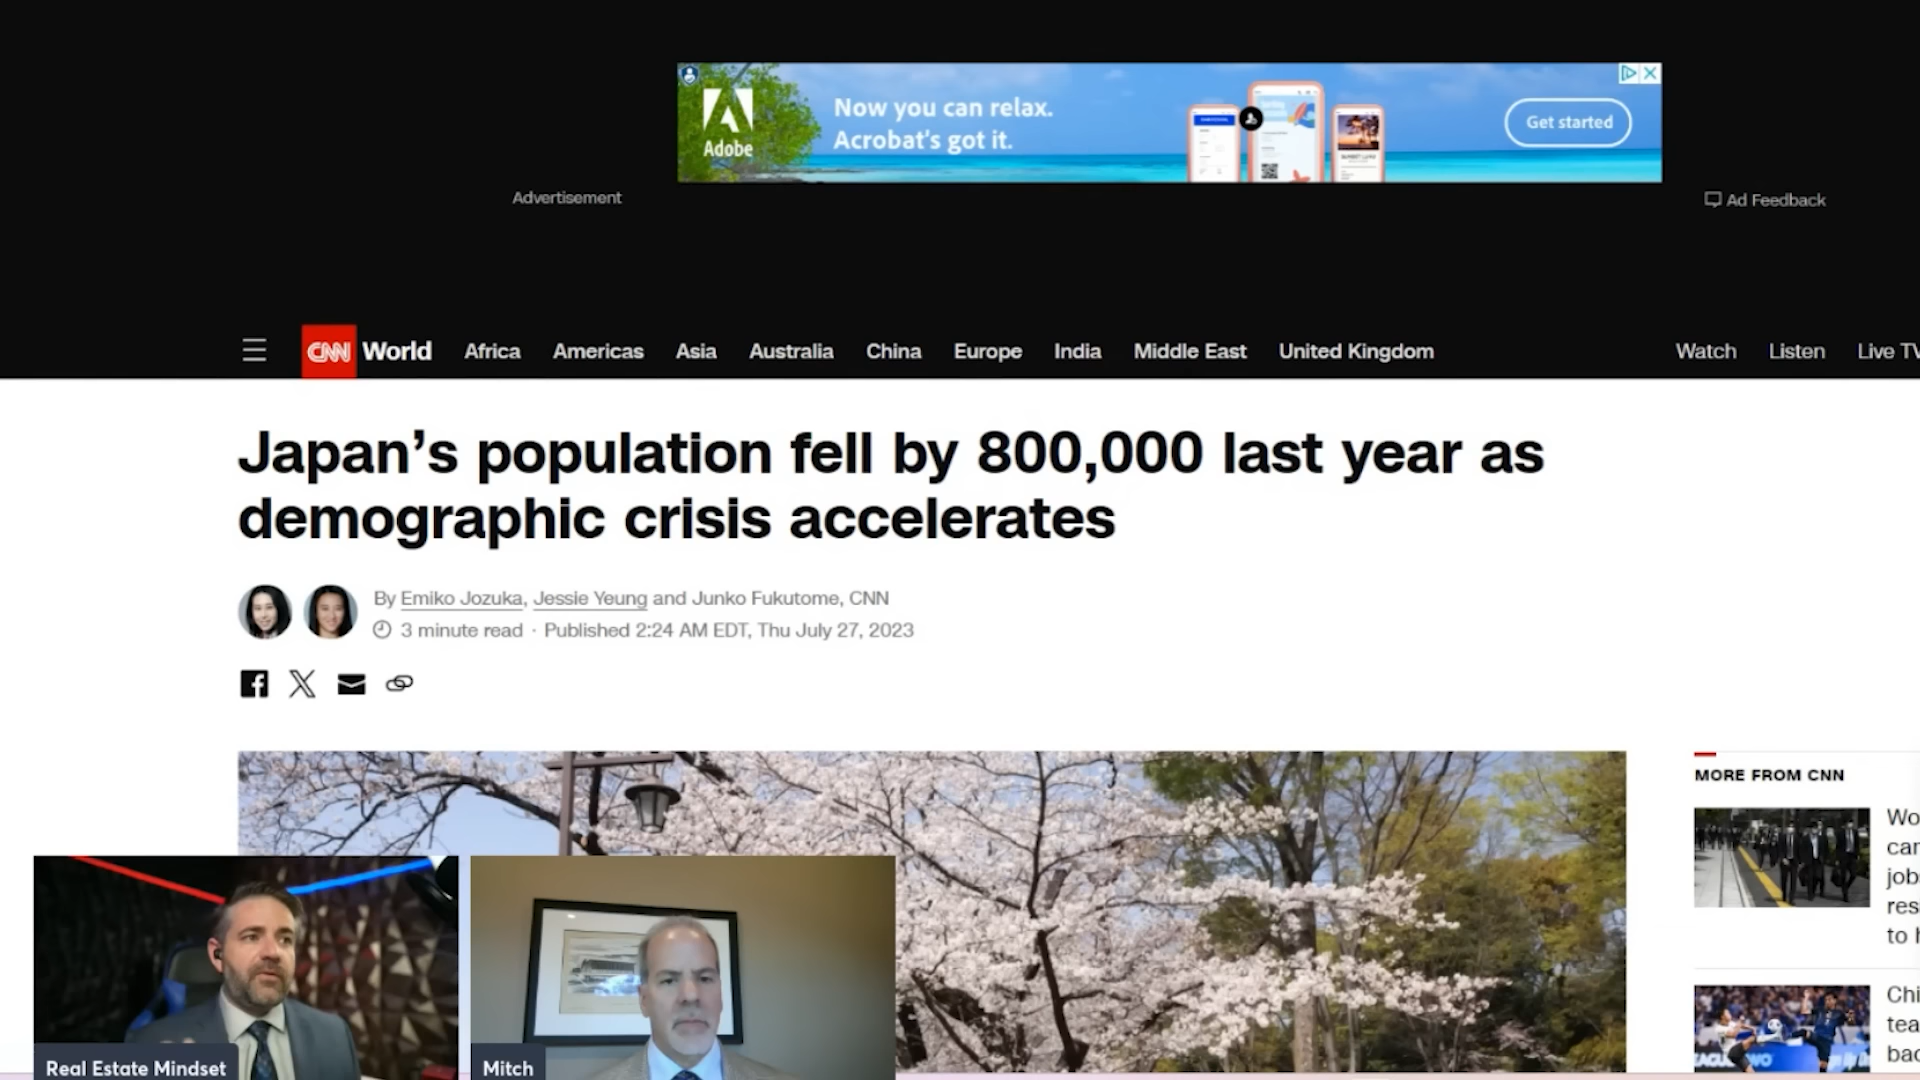 Adobe
Now you can relax.
Acrobat's got it.
Get started
Advertisement
Ad Feedback
CNN World Africa Americas Asia Australia China Europe India Middle East United Kingdom Watch Listen Live TV
Japan’s population fell by 800,000 last year as
demographic crisis accelerates
By Emiko Jozuka, Jessie Yeung and Junko Fukutome, CNN
3 minute read · Published 2:24 AM EDT, Thu July 27, 2023
MORE FROM CNN
to
Real Estate Mindset
Mitch